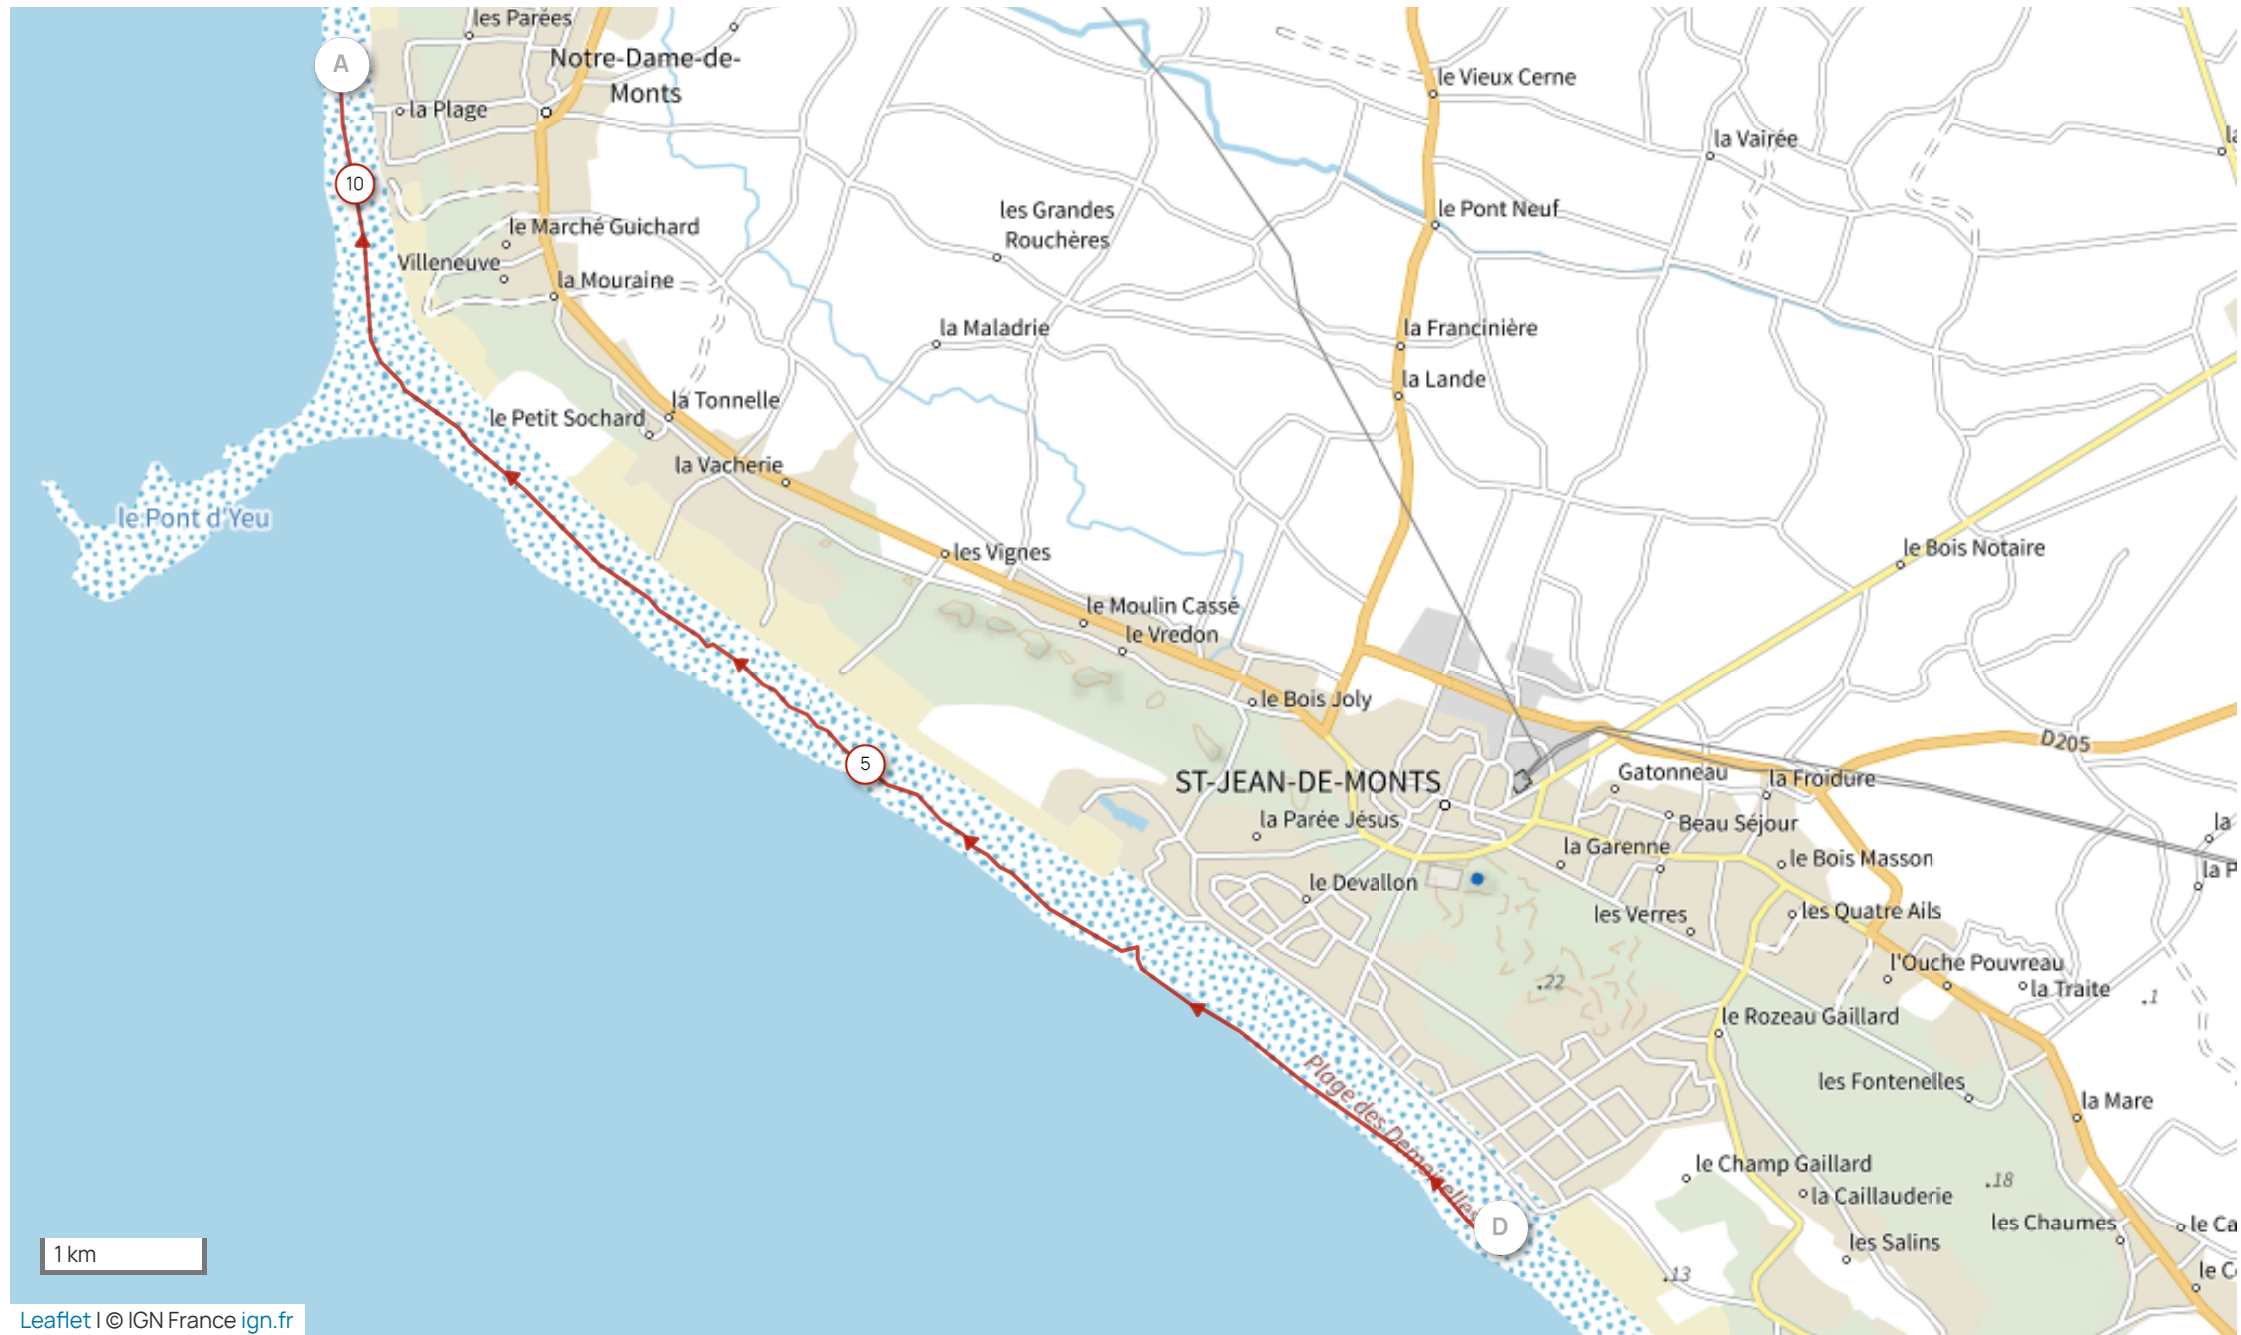 les Parées
A
Notre-Dame-de-
Monts
le Vieux Cerne
la Plage
la Vairée
10
les Grandes
Rouchères
le Pont Neuf
le Marché Guichard
Villeneuve
la Mouraine
la Maladrie
la Francinière
la Lande
la Tonnelle
le Petit Sochard
la Vacherie
le Pont d'Yeu
les Vignes
le Bois Notaire
le Moulin Cassé
le Vredon
le Bois Joly
D205
5
ST-JEAN-DE-MONTS
Gatonneau
la Froidure
la Parée Jésus
Beau Séjour
la
la Garenne
le Bois Masson
la P
le Devallon
les Verres
les Quatre Ails
l'Ouche Pouvreau
.22
la Traite
.1
le Rozeau Gaillard
Plage des Demoiselles
les Fontenelles
la Mare
le Champ Gaillard
.18
la Caillauderie
les Chaumes
le Ca
D
les Salins
1 km
.13
le C
Leaflet | © IGN France ign.fr